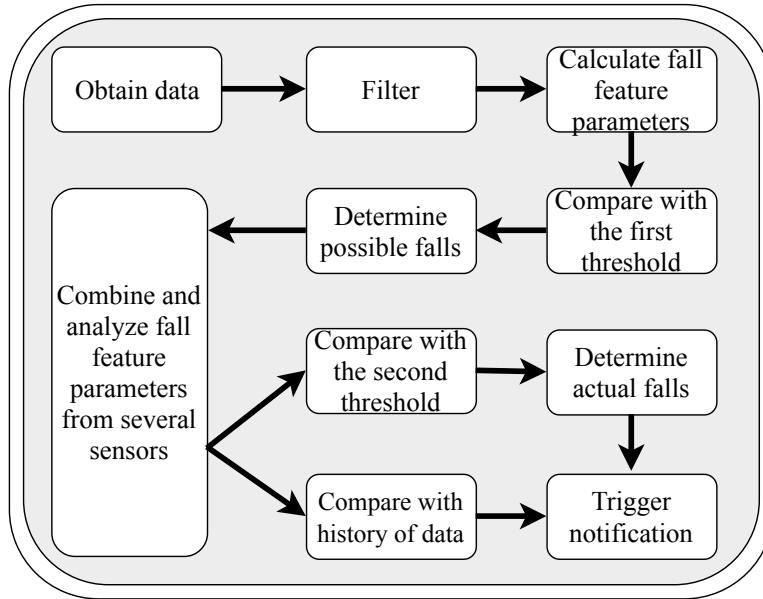 Obtain data
Filter
Calculate fall
feature
parameters
Compare with
the first
threshold
Determine
possible falls
Combine and
analyze fall
feature
parameters
from several
sensors
Compare with
the second
threshold
Determine
actual falls
Compare with
history of data
Trigger
notification